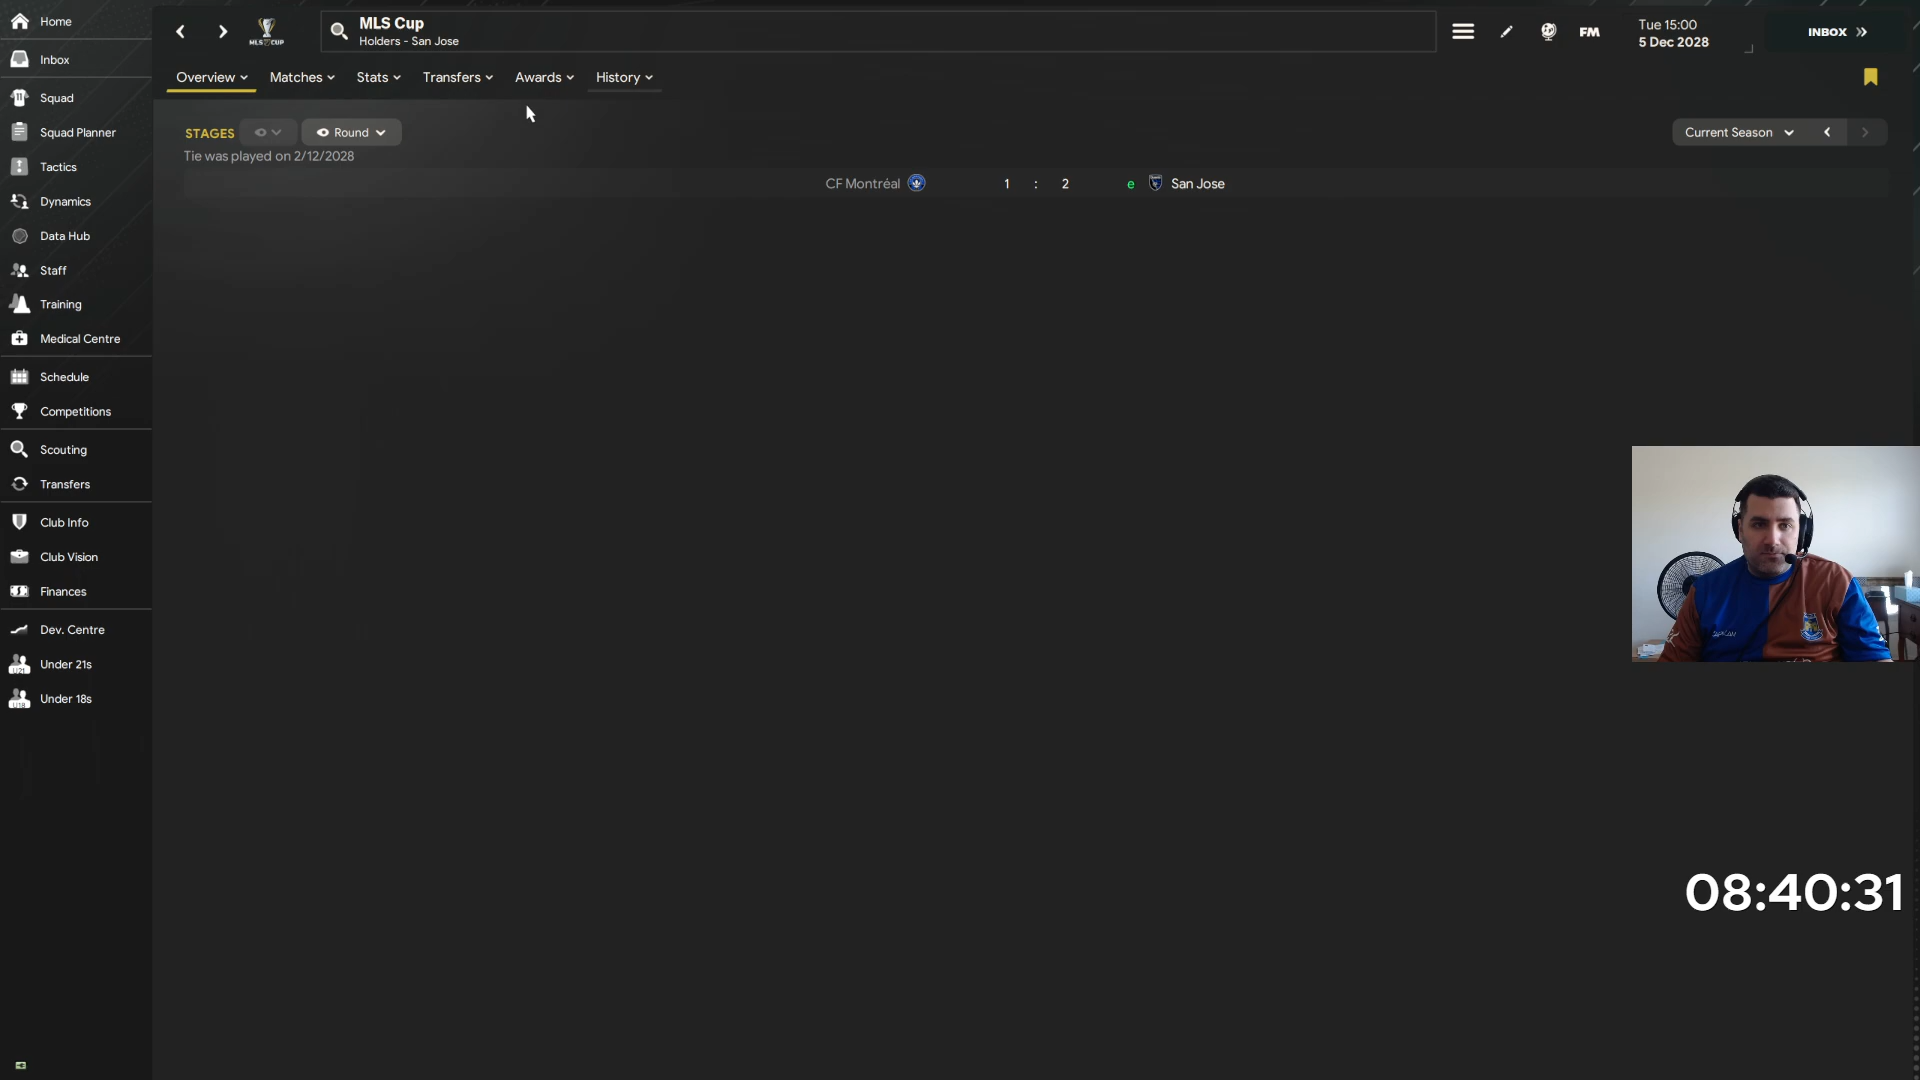 Home
Inbox
Squad
Squad Planner
Tactics
Dynamics
Data Hub
Staff
Training
Medical Centre
Schedule
Competitions
Scouting
Transfers
Club Info
Club Vision
Finances
Dev. Centre
Under 21s
Under 18s
MLS CUP
MLS Cup
Holders - San Jose
FM
Tue 15:00
5 Dec 2028
INBOX
Overview
Matches
Stats
Transfers
Awards
History
STAGES
Round
Current Season
Tie was played on 2/12/2028
CF Montréal 1 : 2 e San Jose
08:40:31